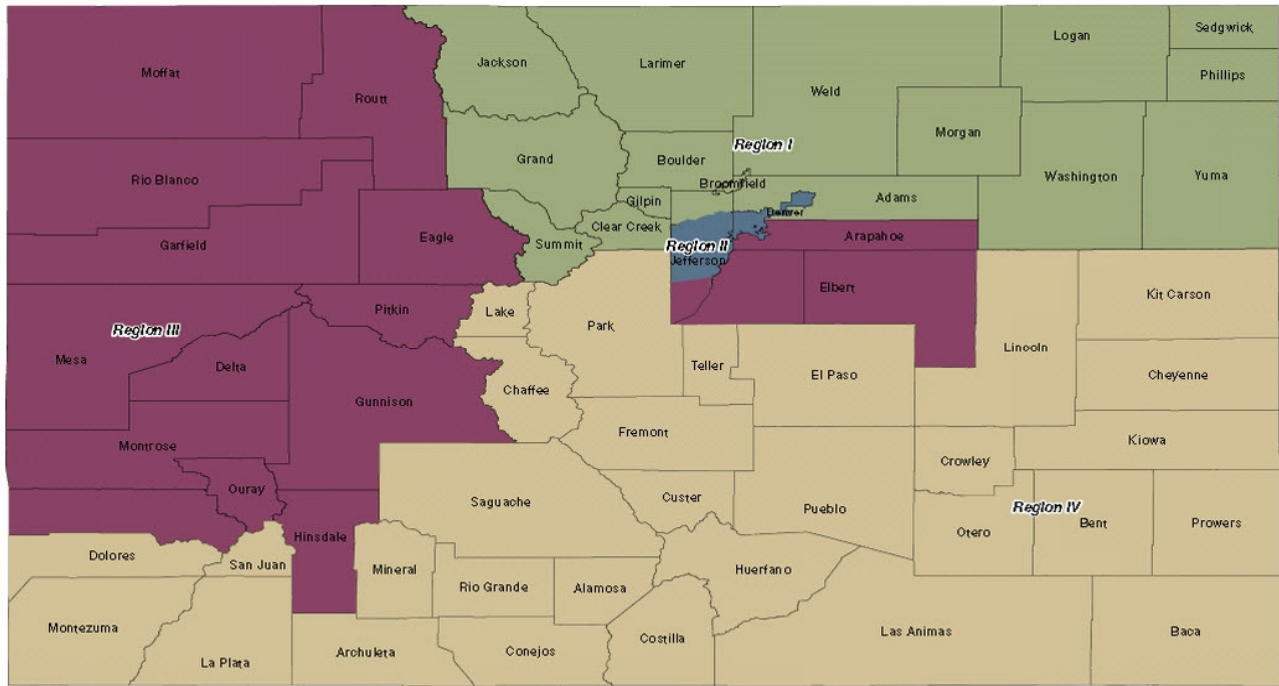 Sedgwick
Logan
Moffat
Jackson
Larimer
Phillips
Routt
Weld
Morgan
Region I
Grand
Boulder
Rio Blanco
Broomfield
Washington
Yuma
Gilpin
Adams
Denver
Clear Creek
Eagle
Arapahoe
Garfield
Summit
Region II
Jefferson
Elbert
Kit Carson
Pitkin
Lake
Park
Region III
Lincoln
Mesa
Delta
Teller
El Paso
Cheyenne
Chaffee
Gunnison
Fremont
Kiowa
Montrose
Crowley
Ouray
Custer
Saguache
Region IV
Pueblo
Bent
Prowers
Otero
Hinsdale
Dolores
San Juan
Mineral
Huerfano
Rio Grande
Alamosa
Montezuma
Las Animas
Baca
Costilla
Archuleta
Conejos
La Plata